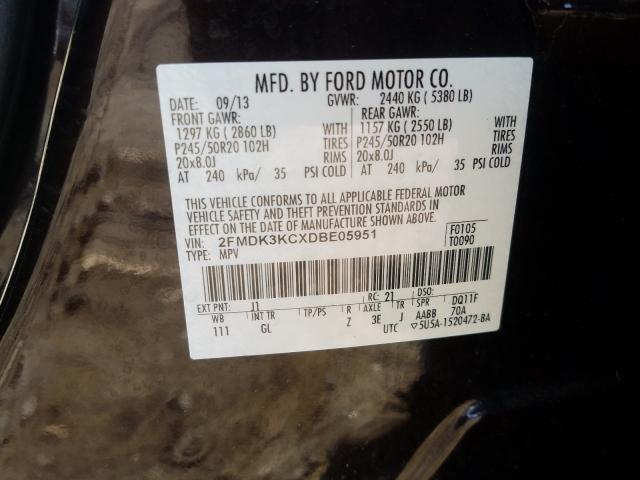 MFD. BY FORD MOTOR CO.
DATE: 09/13 GVWR: 2440 KG ( 5380 LB)
FRONT GAWR: REAR GAWR:
1297 KG ( 2860 LB) WITH 1157 KG ( 2550 LB) WITH
P245/50R20 102H TIRES P245/50R20 102H TIRES
20x8.0J RIMS 20x8.0J RIMS
AT 240 kPa/ 35 PSI COLD AT 240 kPa/ 35 PSI COLD
THIS VEHICLE CONFORMS TO ALL APPLICABLE FEDERAL MOTOR
VEHICLE SAFETY AND THEFT PREVENTION STANDARDS IN
EFFECT ON THE DATE OF MANUFACTURE SHOWN ABOVE.
VIN: 2FMDK3KCXDBE05951 F0105
TYPE: MPV T0090
EXT PNT: J1 RC: 21 DSO:
WB INT TR TP/PS R AXLE TR SPR DQ11F
111 GL Z 3E J AABB 70A
UTC ▽5U5A-1520472-BA